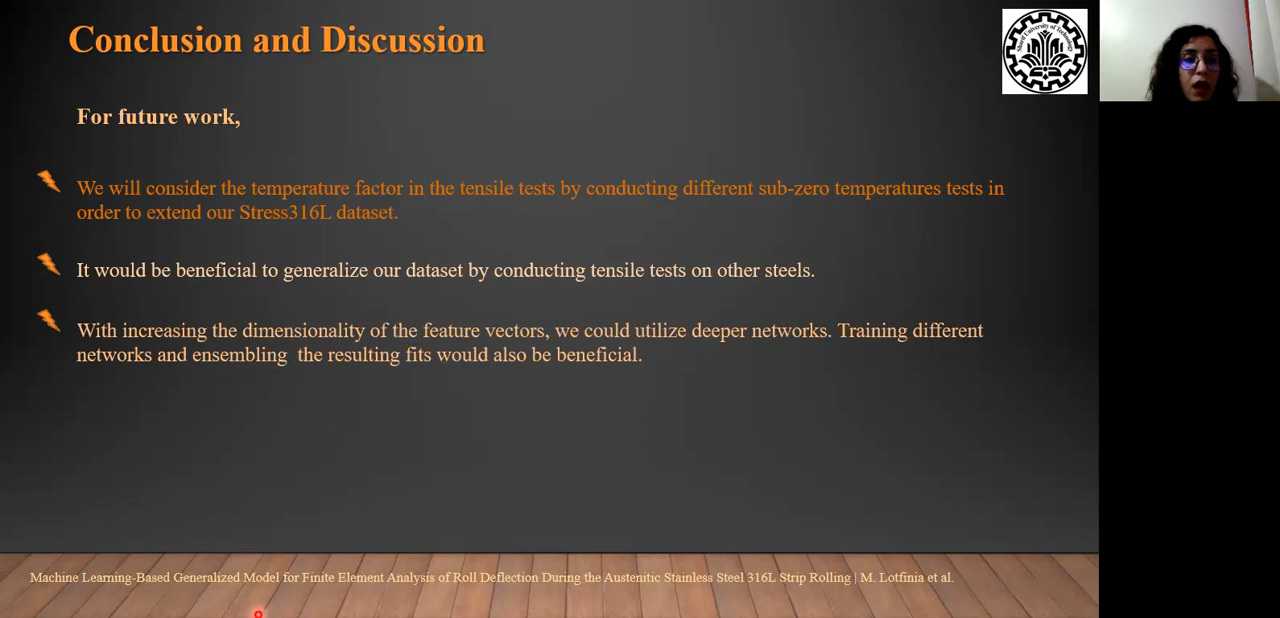 Conclusion and Discussion
Sharif University of Technology
For future work,
We will consider the temperature factor in the tensile tests by conducting different sub-zero temperatures tests in
order to extend our Stress316L dataset.
It would be beneficial to generalize our dataset by conducting tensile tests on other steels.
With increasing the dimensionality of the feature vectors, we could utilize deeper networks. Training different
networks and ensembling  the resulting fits would also be beneficial.
Machine Learning-Based Generalized Model for Finite Element Analysis of Roll Deflection During the Austenitic Stainless Steel 316L Strip Rolling | M. Lotfinia et al.